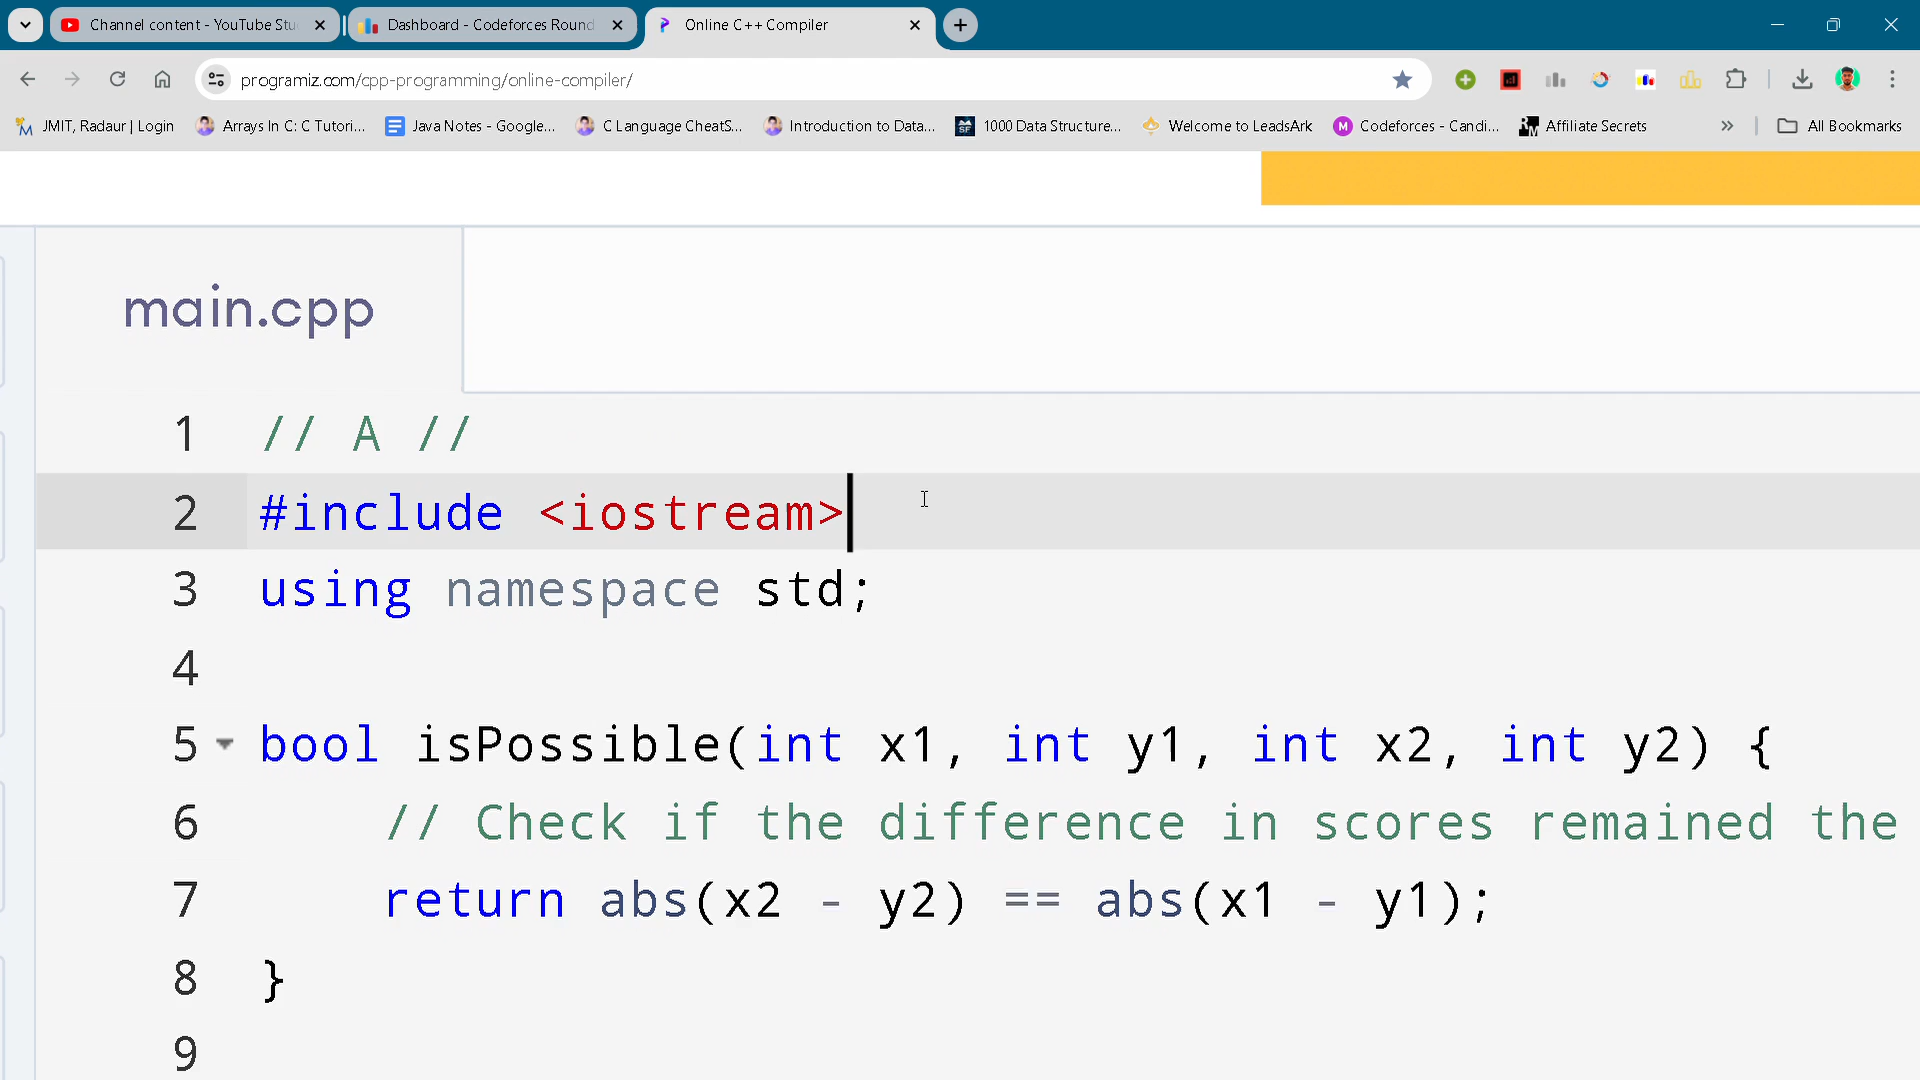 Channel content - YouTube Stu
Dashboard - Codeforces Round
Online C++ Compiler
programiz.com/cpp-programming/online-compiler/
JMIT, Radaur | Login
Arrays In C: C Tutori...
Java Notes - Google...
C Language CheatS...
Introduction to Data...
1000 Data Structure...
Welcome to LeadsArk
Codeforces - Candi...
Affiliate Secrets
All Bookmarks
main.cpp
1 // A //
2 #include <iostream>
3 using namespace std;
4
5 bool isPossible(int x1, int y1, int x2, int y2) {
6 // Check if the difference in scores remained the
7 return abs(x2 - y2) == abs(x1 - y1);
8 }
9